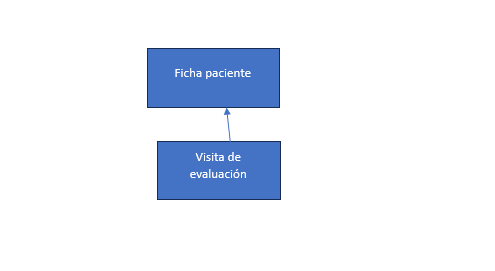 Ficha paciente
Visita de
evaluación